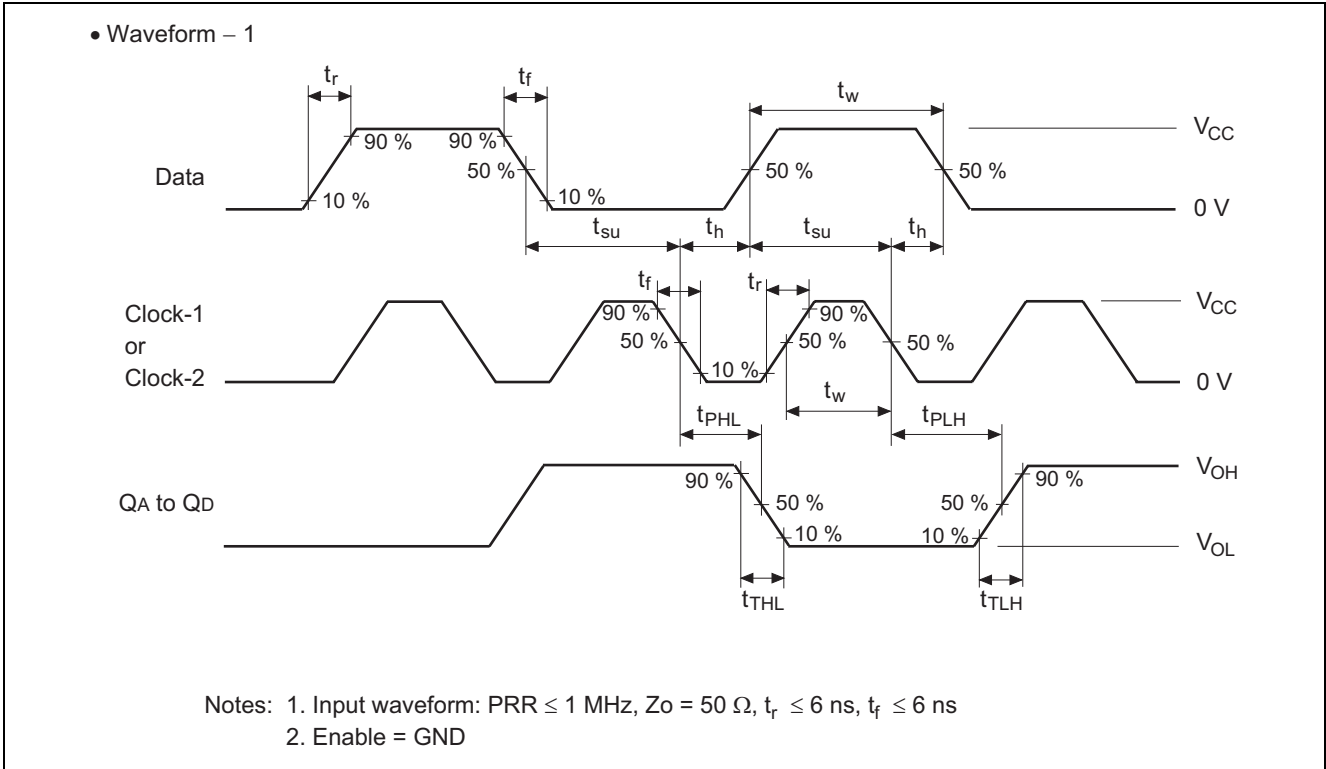 • Waveform – 1
tr
tf
tw
90 %
90 %
VCC
Data
50 %
50 %
50 %
10 %
10 %
0 V
tsu
th
tsu
th
tf
tr
Clock-1
or
Clock-2
90 %
90 %
VCC
50 %
50 %
50 %
10 %
0 V
tw
tPHL
tPLH
QA to QD
90 %
90 %
VOH
50 %
50 %
10 %
10 %
VOL
tTHL
tTLH
Notes: 1. Input waveform: PRR ≤ 1 MHz, Zo = 50 Ω, tr ≤ 6 ns, tf ≤ 6 ns
2. Enable = GND